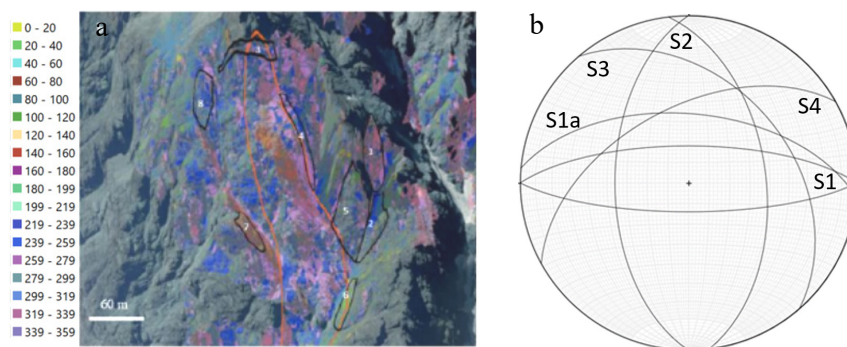 a
0 - 20
20 - 40
40 - 60
60 - 80
80 - 100
100 - 120
120 - 140
140 - 160
160 - 180
180 - 199
199 - 219
219 - 239
239 - 259
259 - 279
279 - 299
299 - 319
319 - 339
339 - 359
8
4
5
2
7
6
60 m
b
S2
S3
S4
S1a
S1